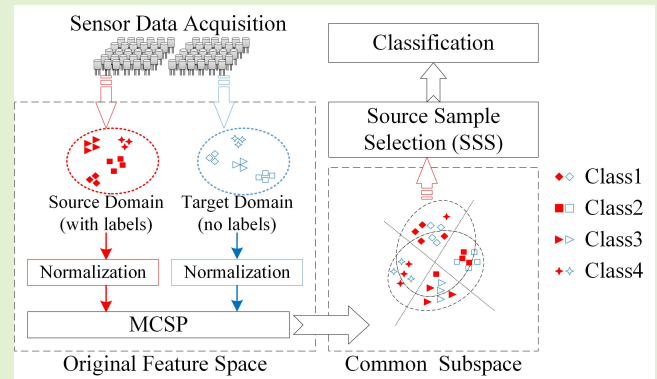 Sensor Data Acquisition
Source Domain
(with labels)
Target Domain
(no labels)
Normalization
Normalization
MCSP
Original Feature Space
Classification
Source Sample
Selection (SSS)
Common Subspace
Class1
Class2
Class3
Class4